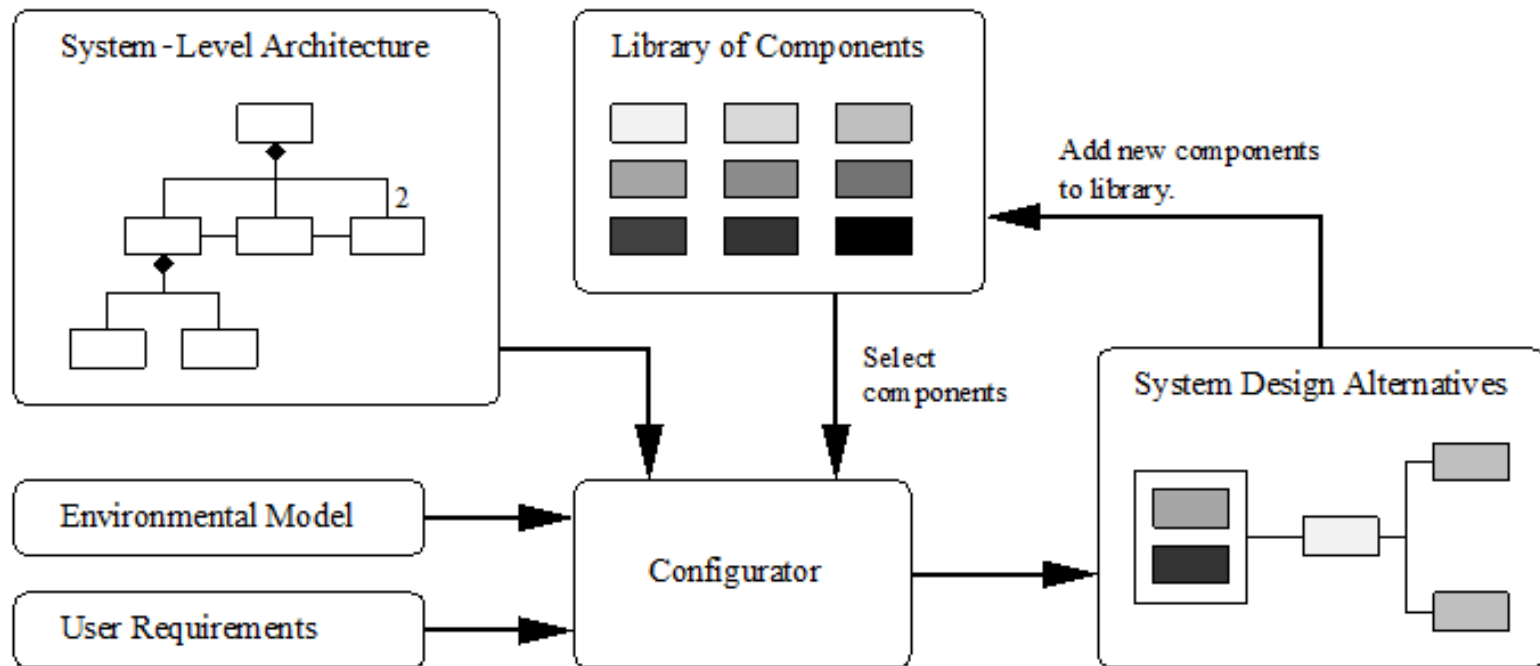 System-Level Architecture
2
Library of Components
Add new components
to library.
Select
components
System Design Alternatives
Environmental Model
Configurator
User Requirements